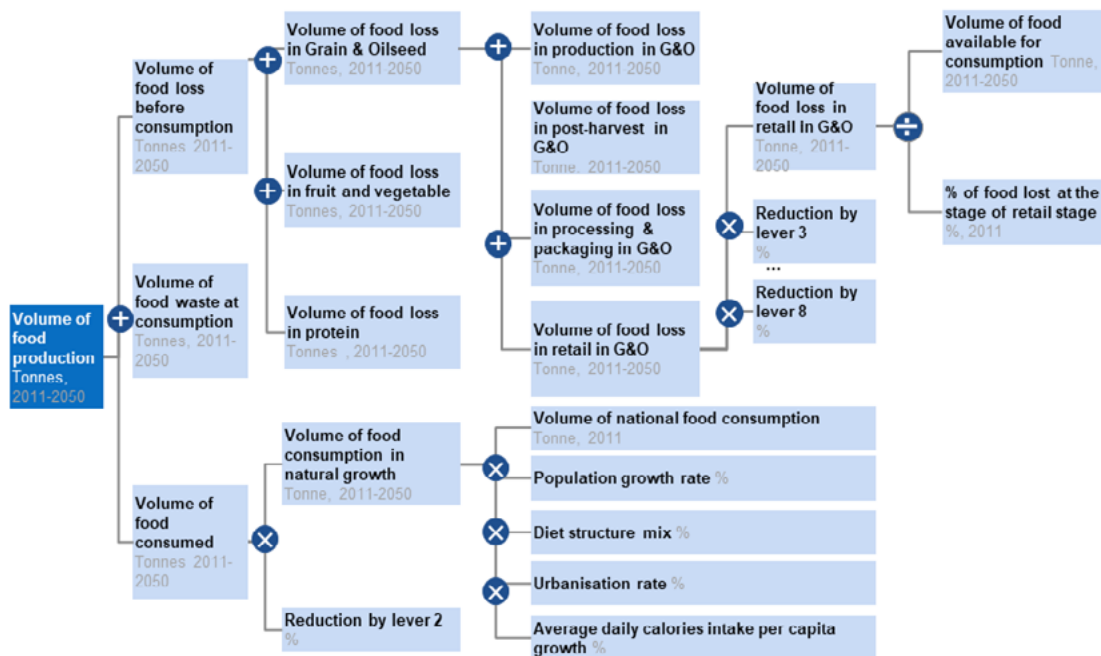 Volume of
food
production
Tonnes,
2011-2050
Volume of
food loss
before
consumption
Tonnes 2011-
2050
Volume of
food waste at
consumption
Tonnes, 2011-
2050
Volume of
food
consumed
Tonnes 2011-
2050
Volume of food loss
in Grain & Oilseed
Tonnes, 2011-2050
Volume of food loss
in fruit and vegetable
Tonnes, 2011-2050
Volume of food loss
in protein
Tonnes , 2011-2050
Volume of food
consumption in
natural growth
Tonne, 2011-2050
Reduction by lever 2
%
Volume of food loss
in production in G&O
Tonne, 2011-2050
Volume of food loss
in post-harvest in
G&O
Tonne, 2011-2050
Volume of food loss
in processing &
packaging in G&O
Tonne, 2011-2050
Volume of food loss
in retail in G&O
Tonne, 2011-2050
Volume of national food consumption
Tonne, 2011
Population growth rate %
Diet structure mix %
Urbanisation rate %
Average daily calories intake per capita
growth %
Volume of
food loss in
retail in G&O
Tonne, 2011-
2050
Reduction by
lever 3
%
...
Reduction by
lever 8
%
Volume of food
available for
consumption Tonne,
2011-2050
% of food lost at the
stage of retail stage
%, 2011